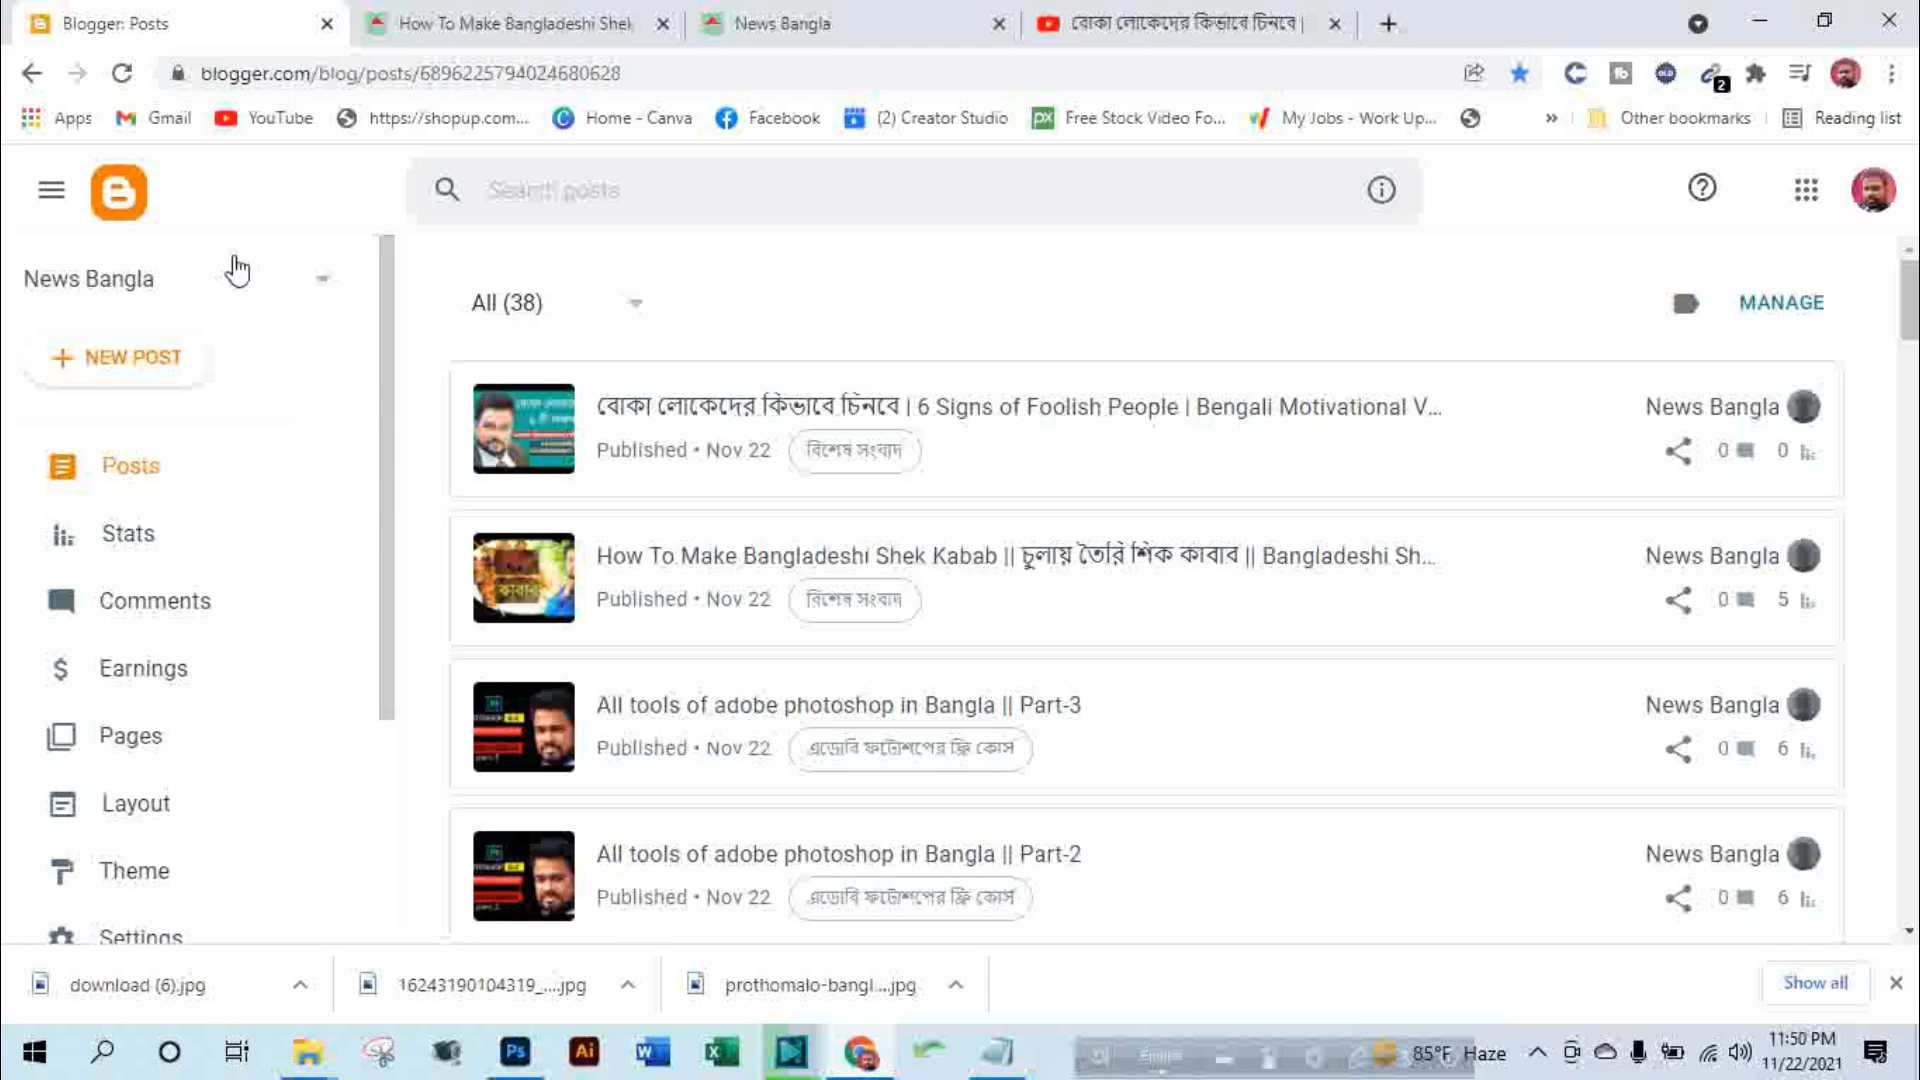 Blogger: Posts
How To Make Bangladeshi Shek
News Bangla
বোকা লোকেদের কিভাবে চিনবে |
blogger.com/blog/posts/6896225794024680628
Apps
Gmail
YouTube
https://shopup.com...
Home - Canva
Facebook
(2) Creator Studio
Free Stock Video Fo...
My Jobs - Work Up...
Other bookmarks
Reading list
Search posts
News Bangla
NEW POST
Posts
Stats
Comments
Earnings
Pages
Layout
Theme
Settings
All (38)
MANAGE
বোকা লোকেদের কিভাবে চিনবে | 6 Signs of Foolish People | Bengali Motivational V...
News Bangla
Published • Nov 22
বিশেষ সংবাদ
0
0
How To Make Bangladeshi Shek Kabab || চুলায় তৈরি শিক কাবাব || Bangladeshi Sh...
News Bangla
Published • Nov 22
বিশেষ সংবাদ
0
5
All tools of adobe photoshop in Bangla || Part-3
News Bangla
Published • Nov 22
এডোবি ফটোশপের ফ্রি কোর্স
0
6
All tools of adobe photoshop in Bangla || Part-2
News Bangla
Published • Nov 22
এডোবি ফটোশপের ফ্রি কোর্স
0
6
download (6).jpg
16243190104319_....jpg
prothomalo-bangl....jpg
Show all
85°F Haze
11:50 PM
11/22/2021